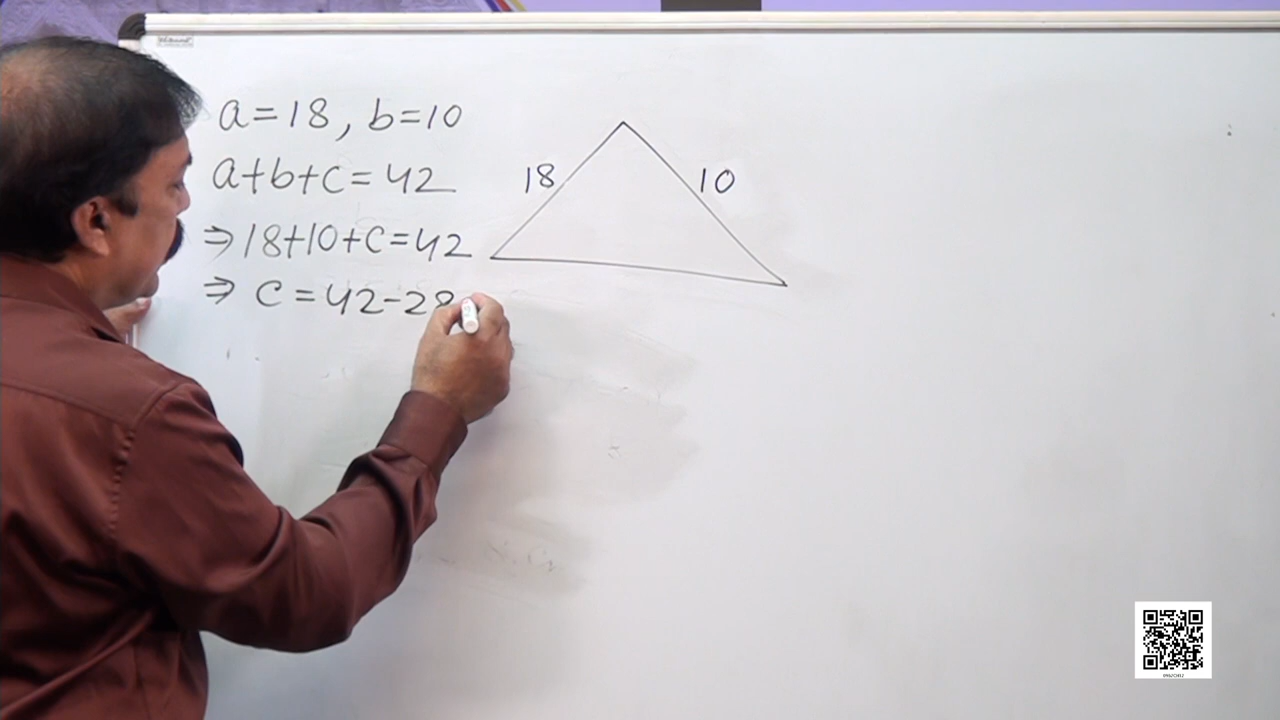 a=18, b=10
a+b+c=42
⇒18+10+c=42
⇒ c=42-28
18
10